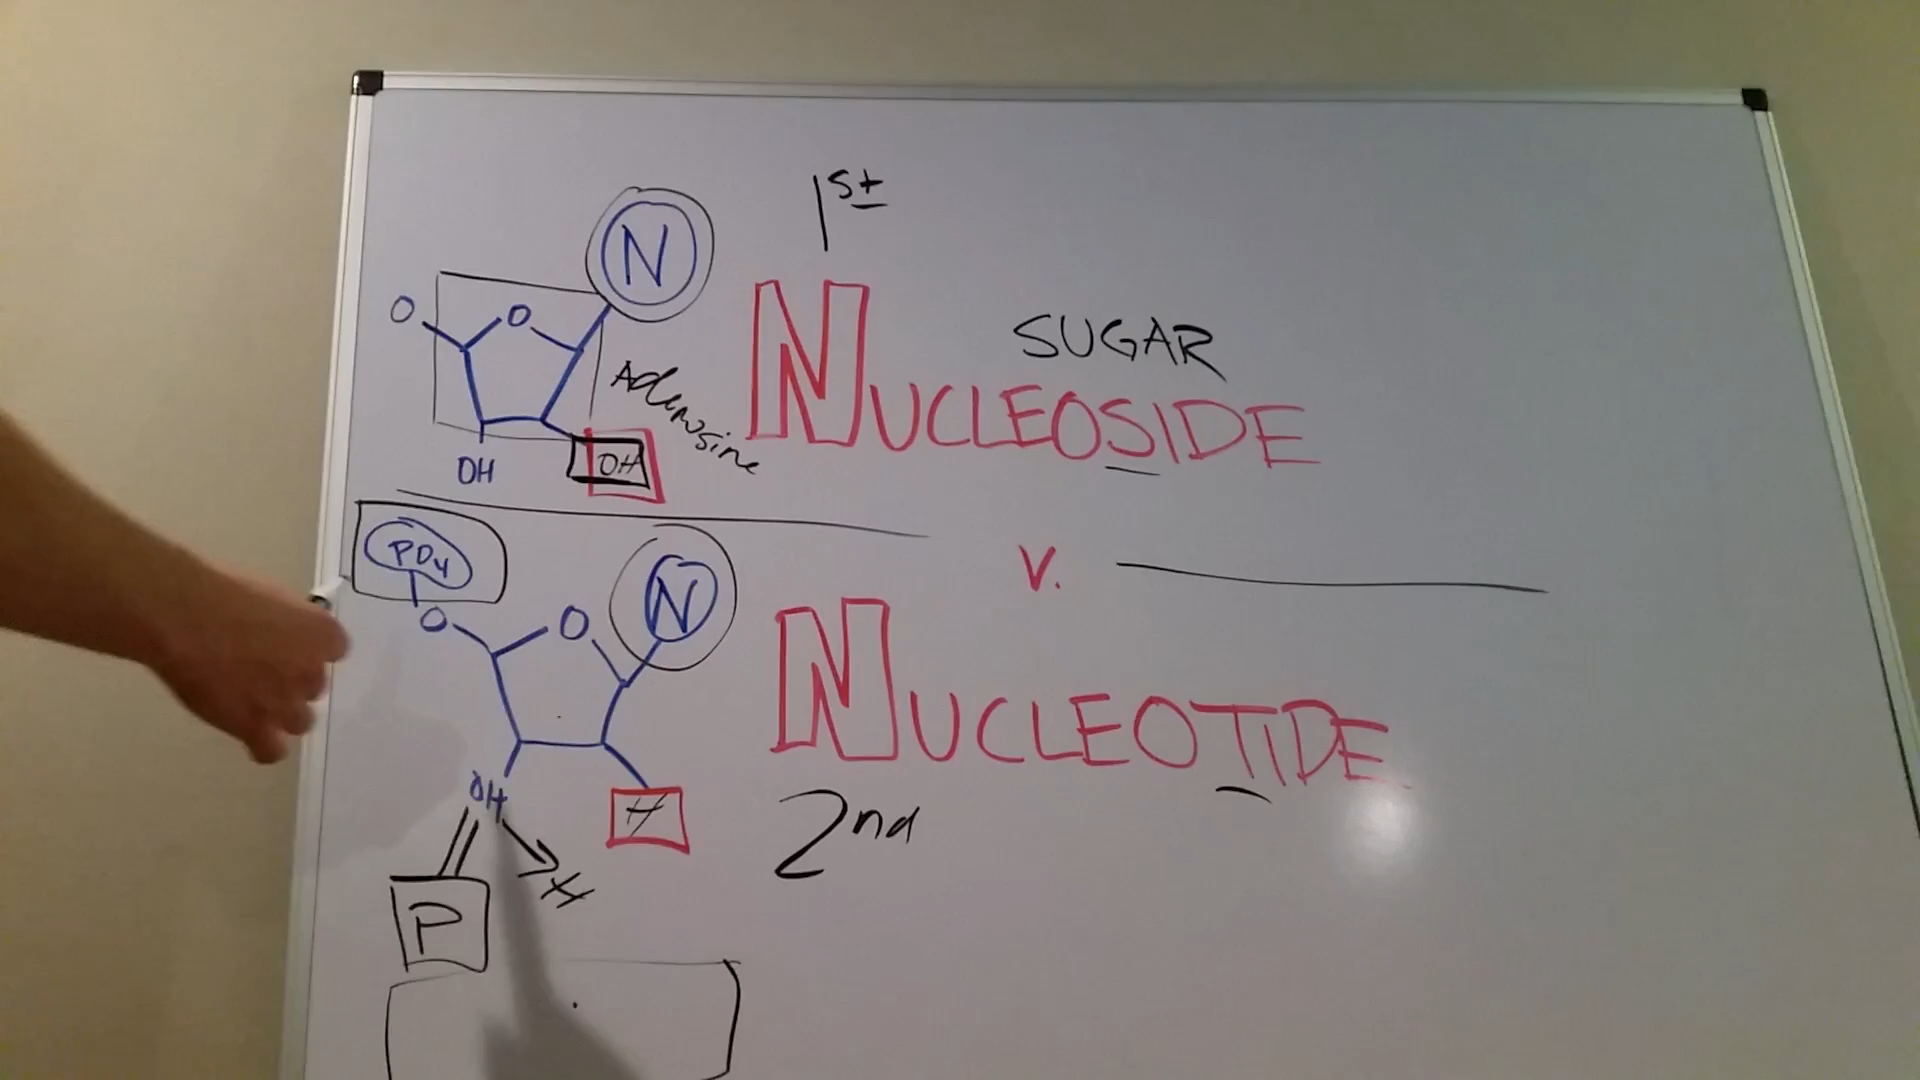 1st
N
O
O
SUGAR
Adenosine
NUCLEOSIDE
OH
OH
PO4
V.
N
O
O
NUCLEOTIDE
OH
H
2nd
H
P